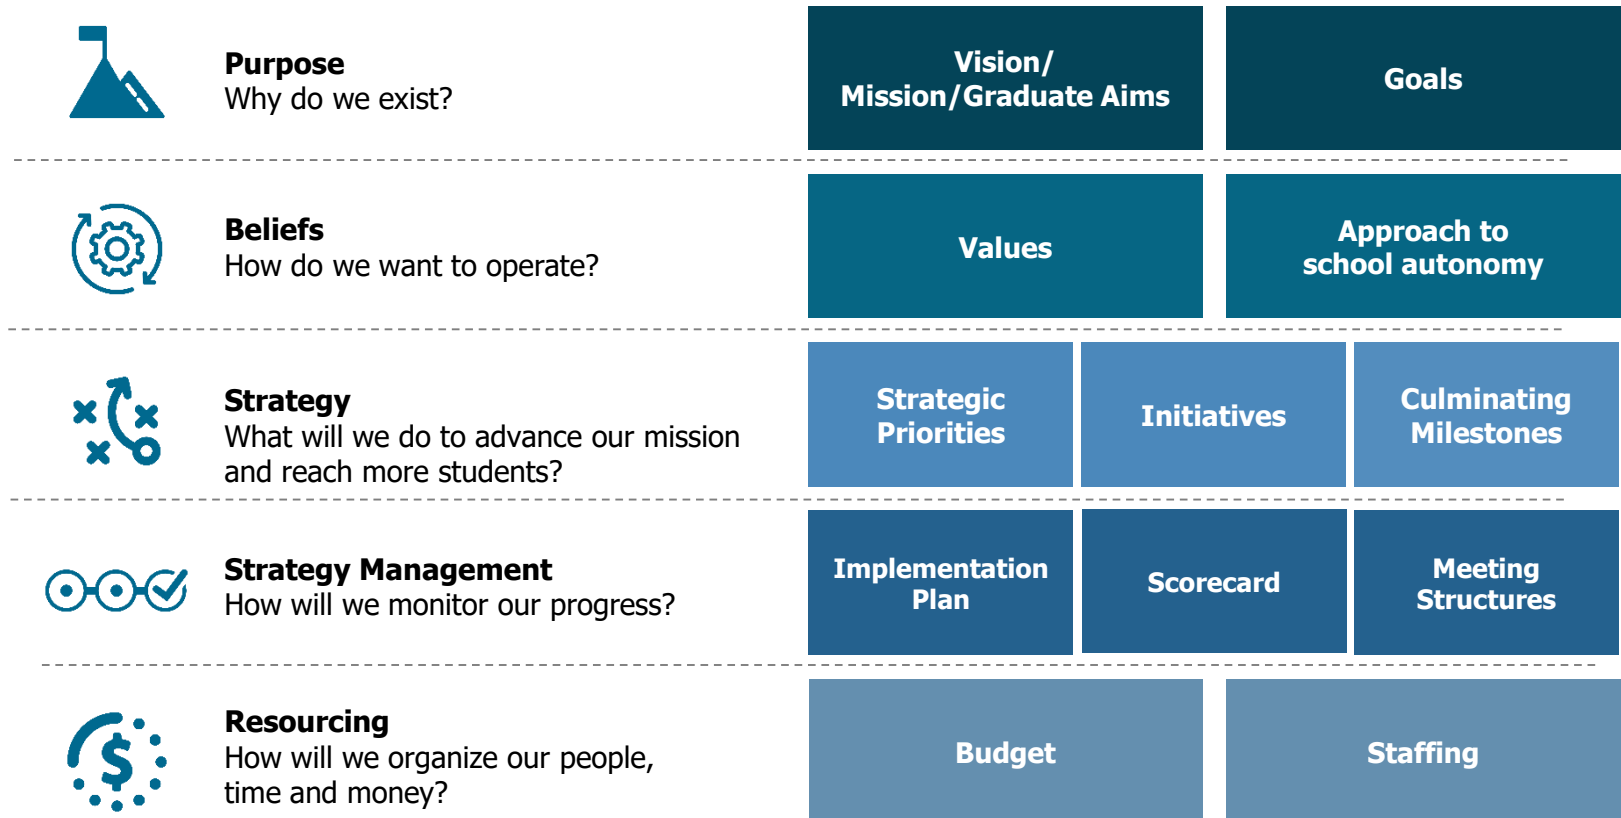 Purpose
Why do we exist?
Vision/
Mission/Graduate Aims
Goals
Beliefs
How do we want to operate?
Values
Approach to
school autonomy
Strategy
What will we do to advance our mission
and reach more students?
Strategic
Priorities
Initiatives
Culminating
Milestones
Strategy Management
How will we monitor our progress?
Implementation
Plan
Scorecard
Meeting
Structures
Resourcing
How will we organize our people,
time and money?
$
Budget
Staffing